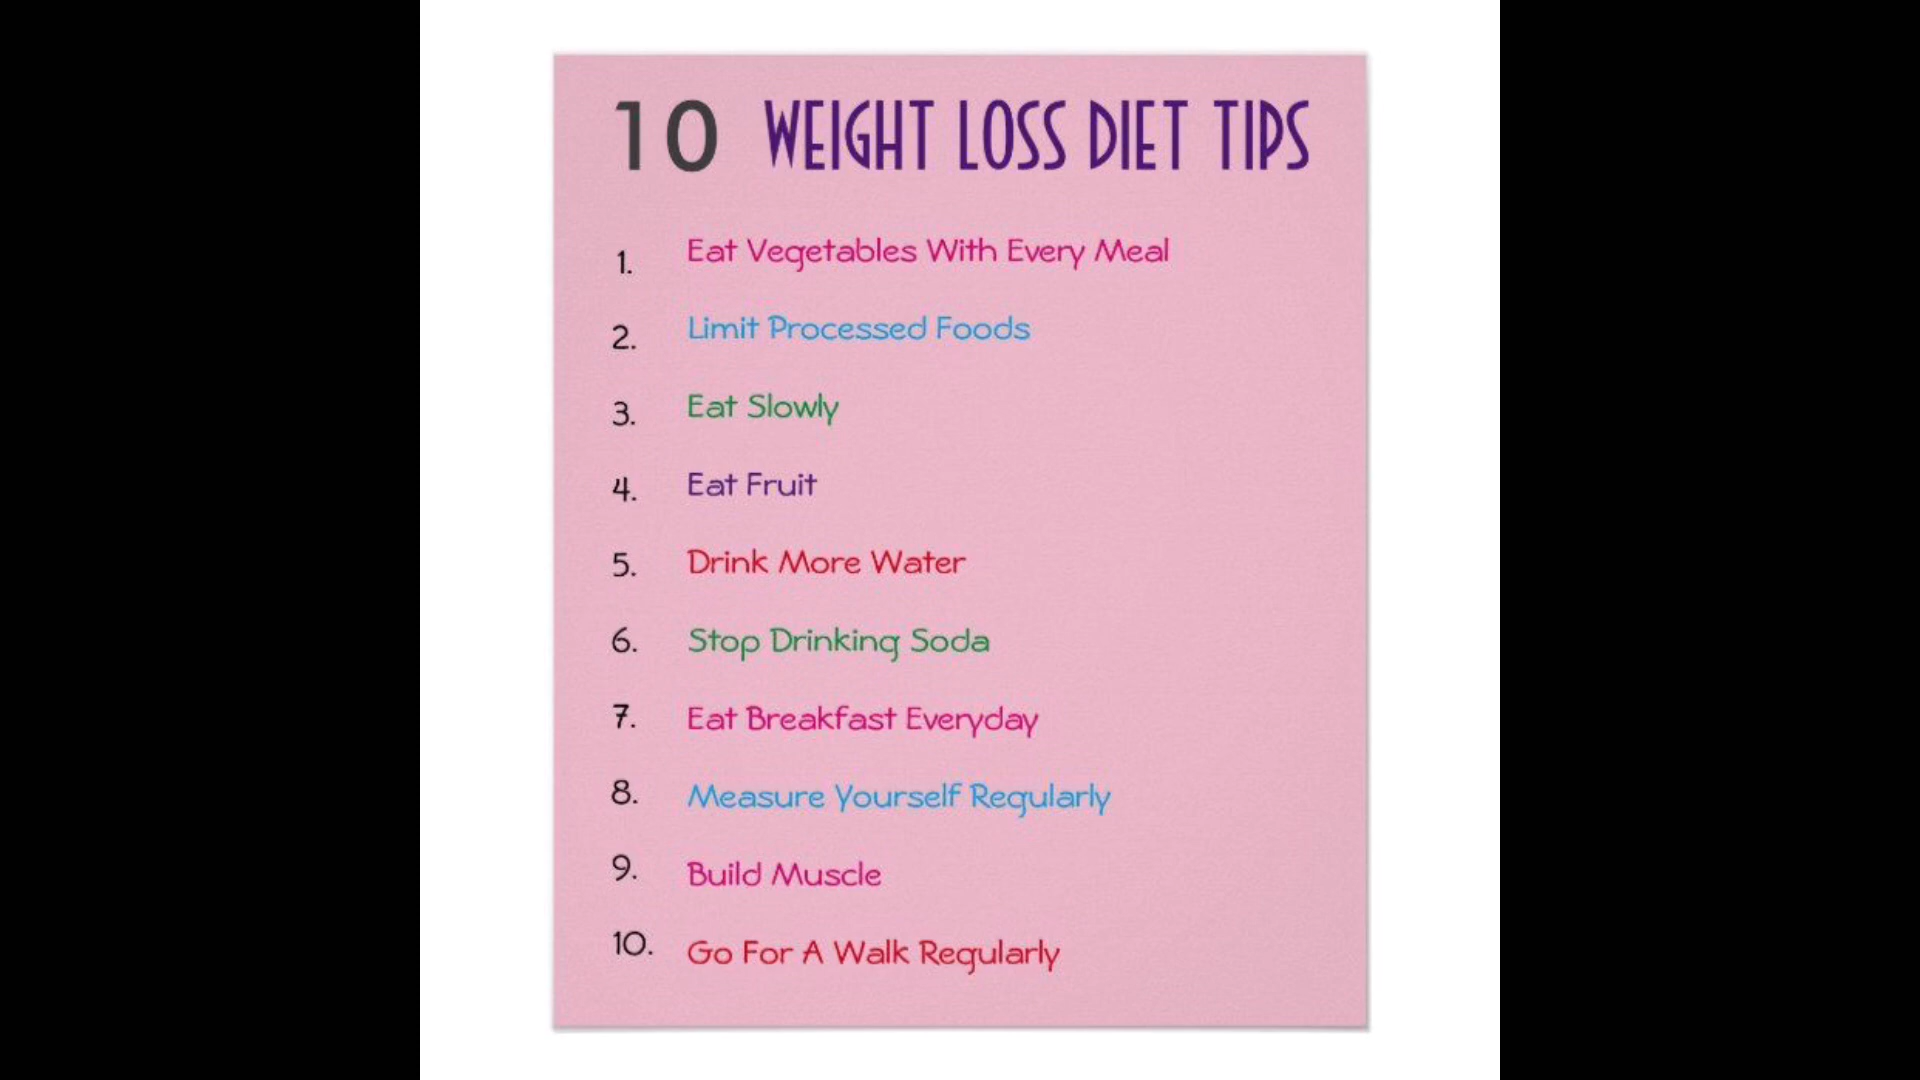 10 WEIGHT LOSS DIET TIPS
1. Eat Vegetables With Every Meal
2. Limit Processed Foods
3. Eat Slowly
4. Eat Fruit
5. Drink More Water
6. Stop Drinking Soda
7. Eat Breakfast Everyday
8. Measure Yourself Regularly
9. Build Muscle
10. Go For A Walk Regularly